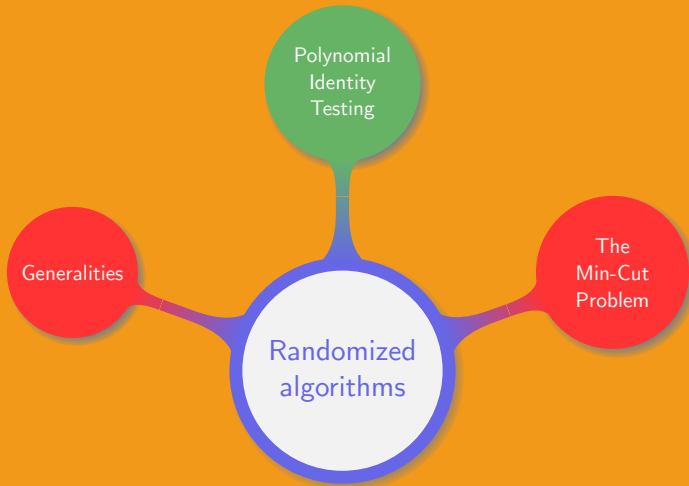 Polynomial
Identity
Testing
Generalities
The
Min-Cut
Problem
Randomized
algorithms